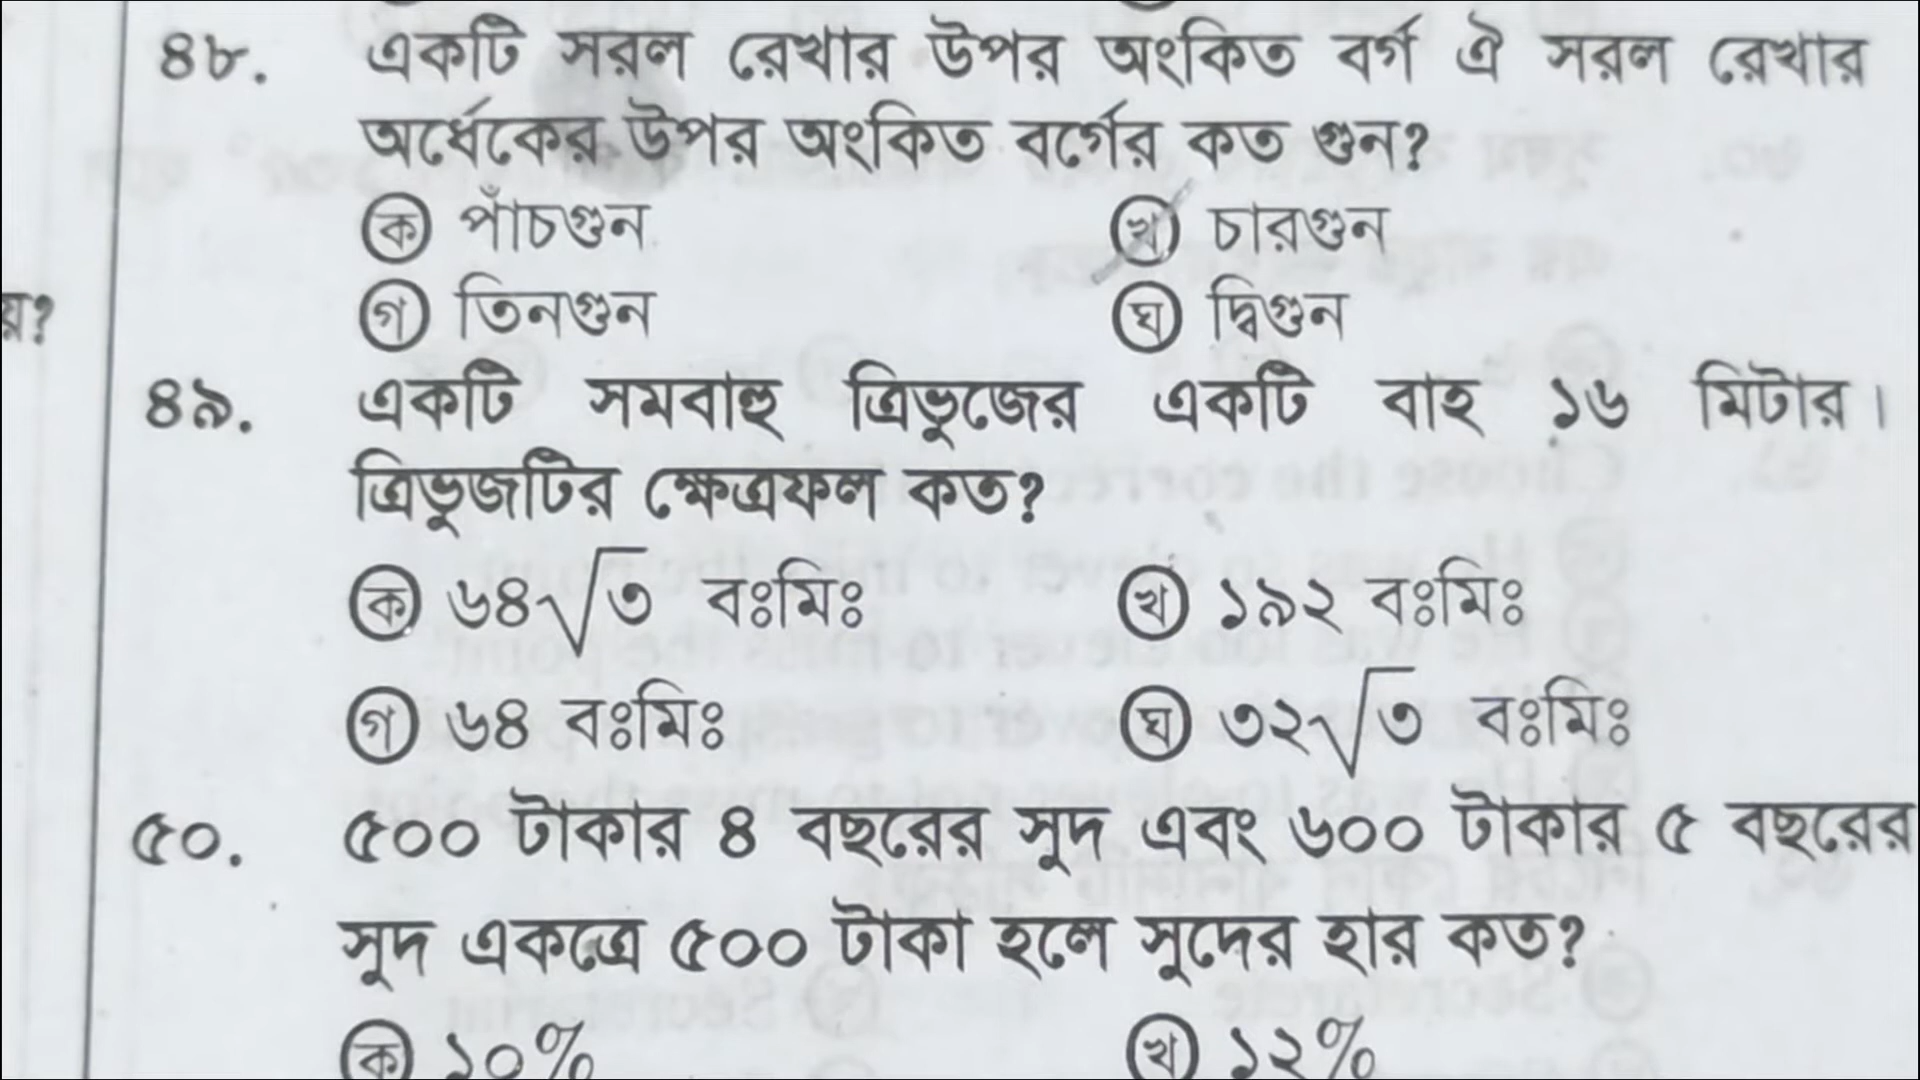 ৪৮. একটি সরল রেখার উপর অংকিত বর্গ ঐ সরল রেখার
অর্ধেকের উপর অংকিত বর্গের কত গুন?
ক পাঁচগুন খ চারগুন
গ তিনগুন ঘ দ্বিগুন
য়?
৪৯. একটি সমবাহু ত্রিভুজের একটি বাহু ১৬ মিটার।
ত্রিভুজটির ক্ষেত্রফল কত?
ক ৬৪√৩ বঃমিঃ খ ১৯২ বঃমিঃ
গ ৬৪ বঃমিঃ ঘ ৩২√৩ বঃমিঃ
৫০. ৫০০ টাকার ৪ বছরের সুদ এবং ৬০০ টাকার ৫ বছরের
সুদ একত্রে ৫০০ টাকা হলে সুদের হার কত?
ক ১০% খ ১২%